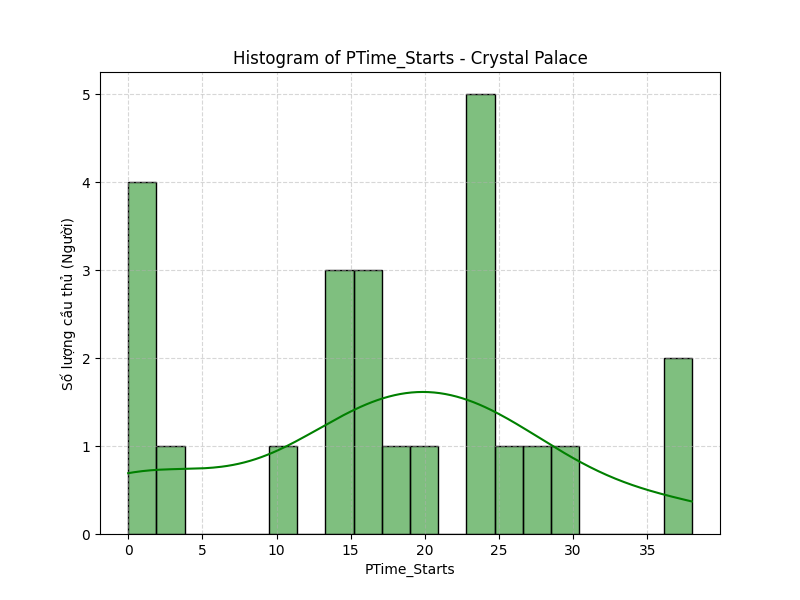 Histogram of PTime_Starts - Crystal Palace
Số lượng cầu thủ (Người)
5
4
3
2
1
0
0 5 10 15 20 25 30 35
PTime_Starts